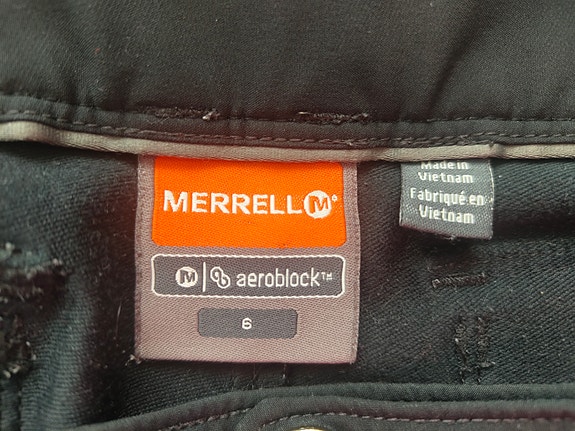 MERRELL M
M | aeroblock™
6
Made in
Vietnam
Fabriqué en
Vietnam